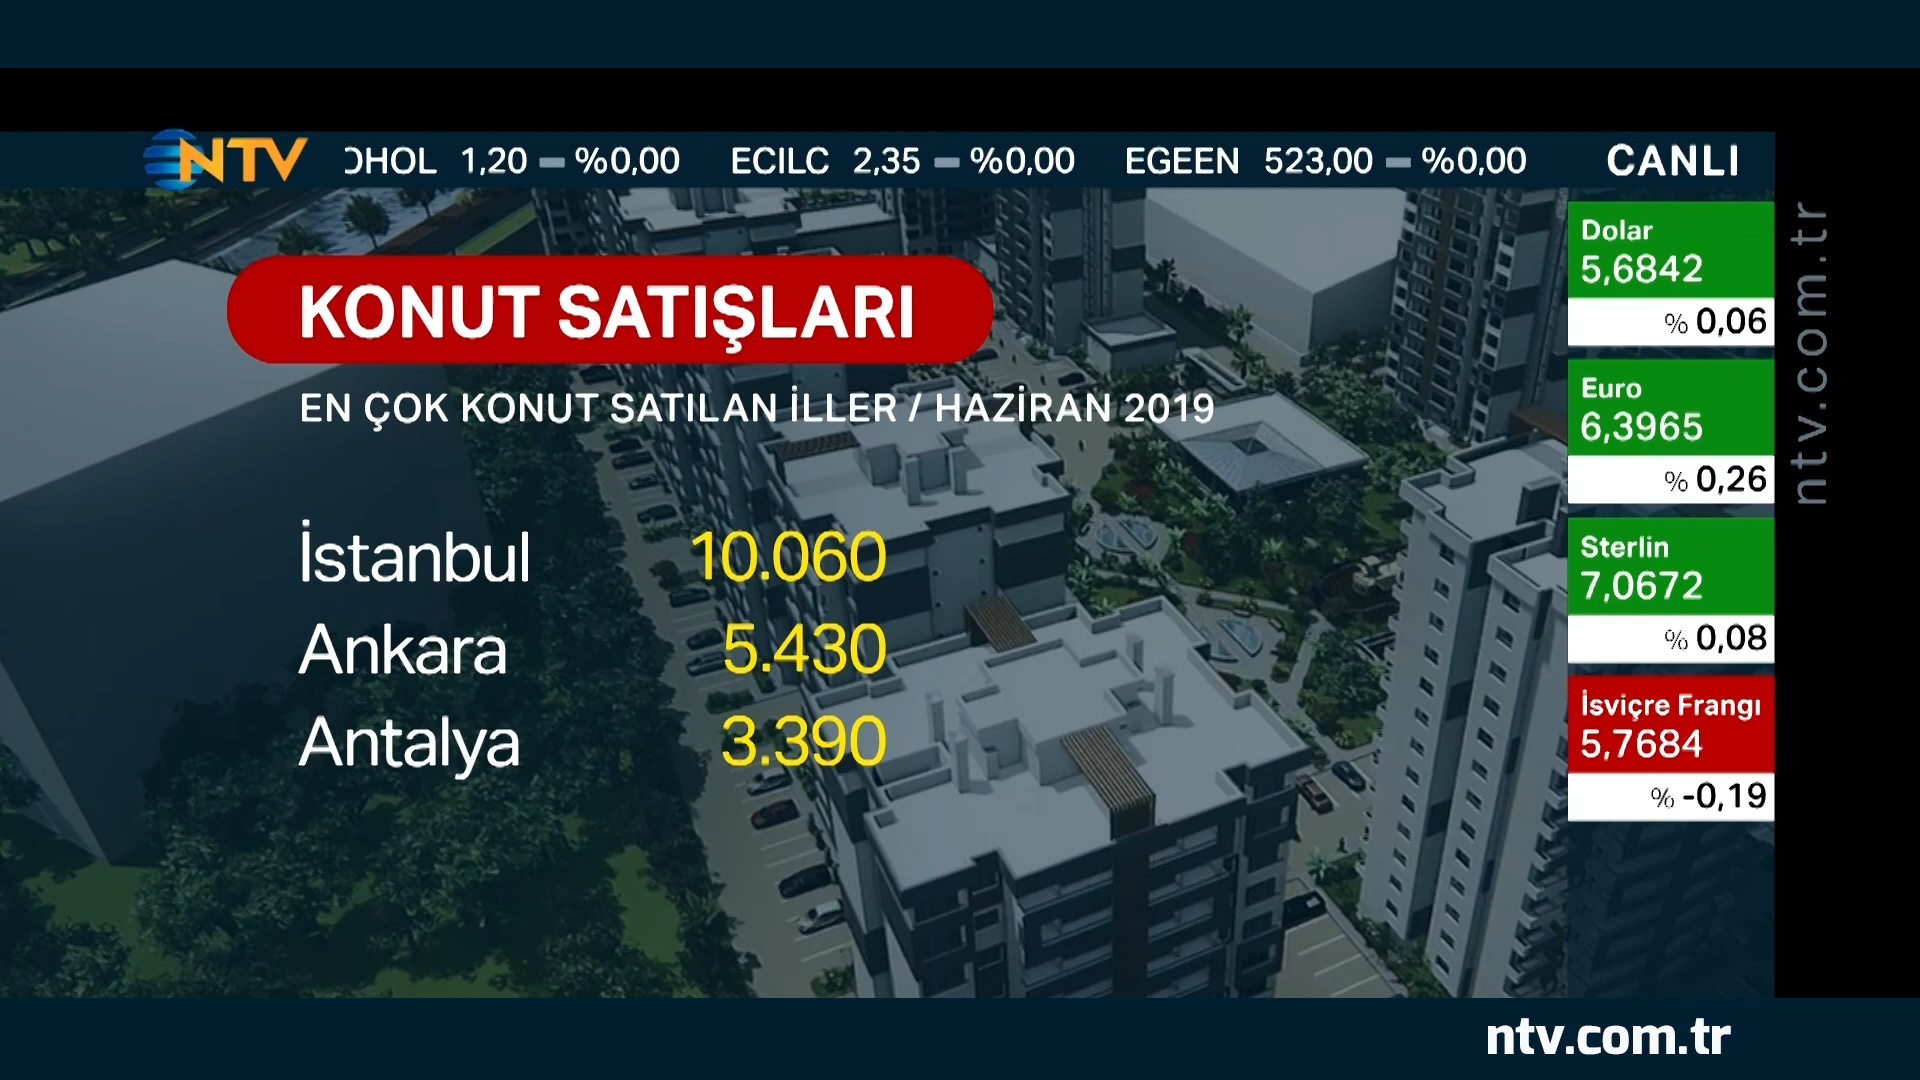 NTV
OHOL 1,20 %0,00 ECILC 2,35 %0,00 EGEEN 523,00 %0,00
CANLI
KONUT SATIŞLARI
EN ÇOK KONUT SATILAN İLLER / HAZİRAN 2019
İstanbul 10.060
Ankara 5.430
Antalya 3.390
Dolar
5,6842
% 0,06
Euro
6,3965
% 0,26
Sterlin
7,0672
% 0,08
İsviçre Frangı
5,7684
% -0,19
ntv.com.tr
ntv.com.tr